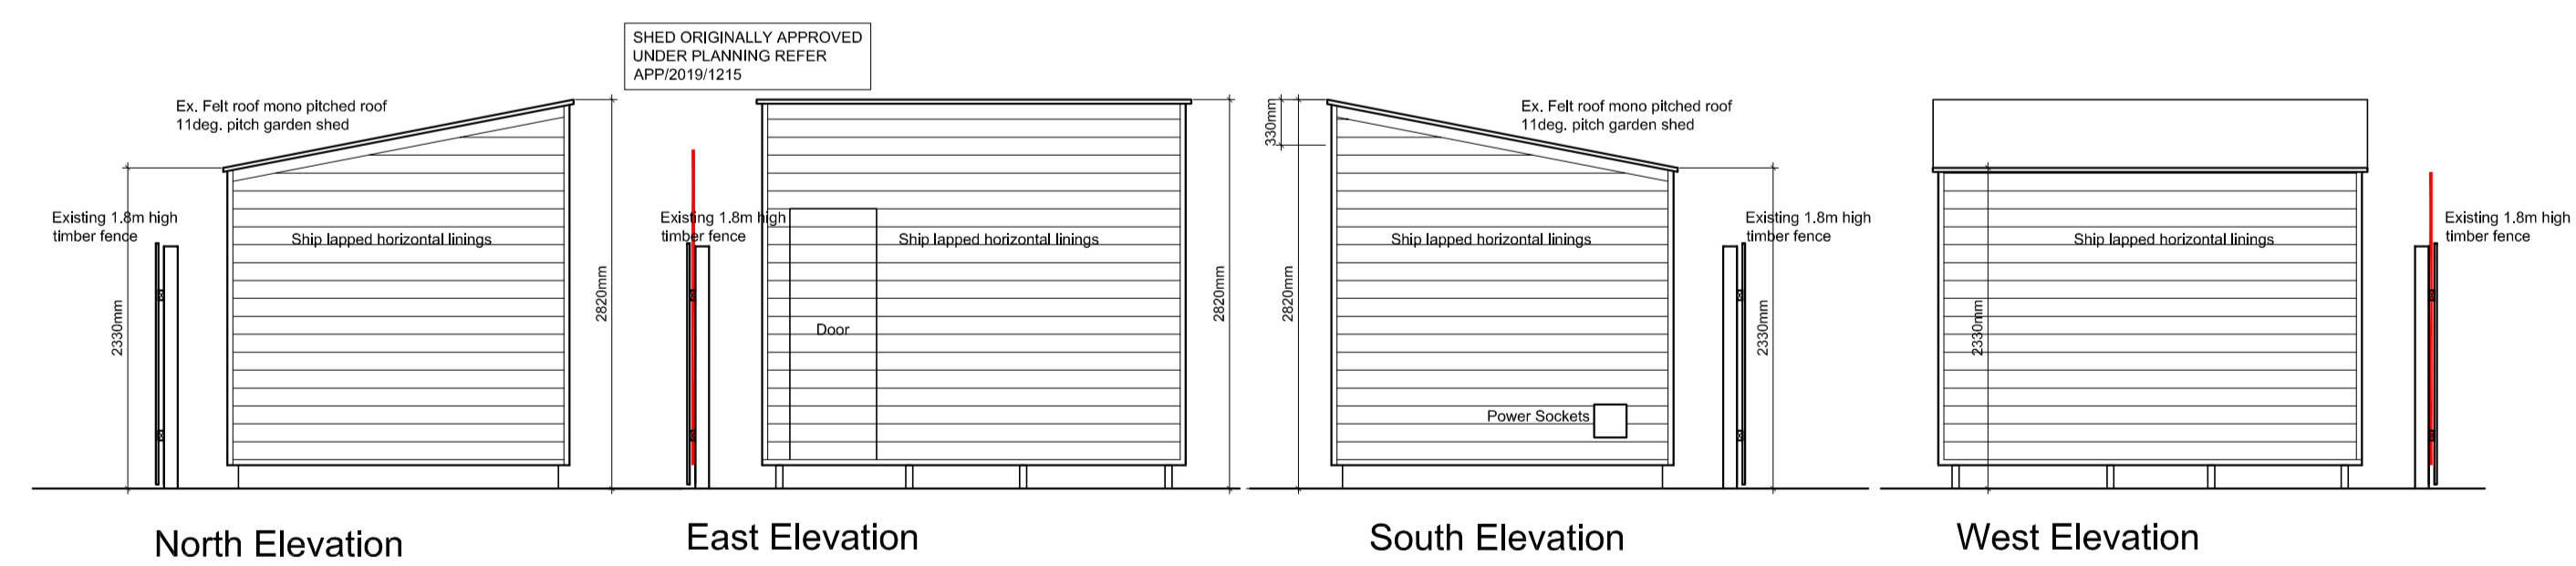 SHED ORIGINALLY APPROVED
UNDER PLANNING REFER
APP/2019/1215
Ex. Felt roof mono pitched roof
11deg. pitch garden shed
Existing 1.8m high
timber fence
Ship lapped horizontal linings
2330mm
2820mm
North Elevation
Existing 1.8m high
timber fence
Ship lapped horizontal linings
Door
2820mm
East Elevation
330mm
2820mm
Ex. Felt roof mono pitched roof
11deg. pitch garden shed
Ship lapped horizontal linings
Power Sockets
Existing 1.8m high
timber fence
2330mm
South Elevation
Ship lapped horizontal linings
2330mm
Existing 1.8m high
timber fence
West Elevation